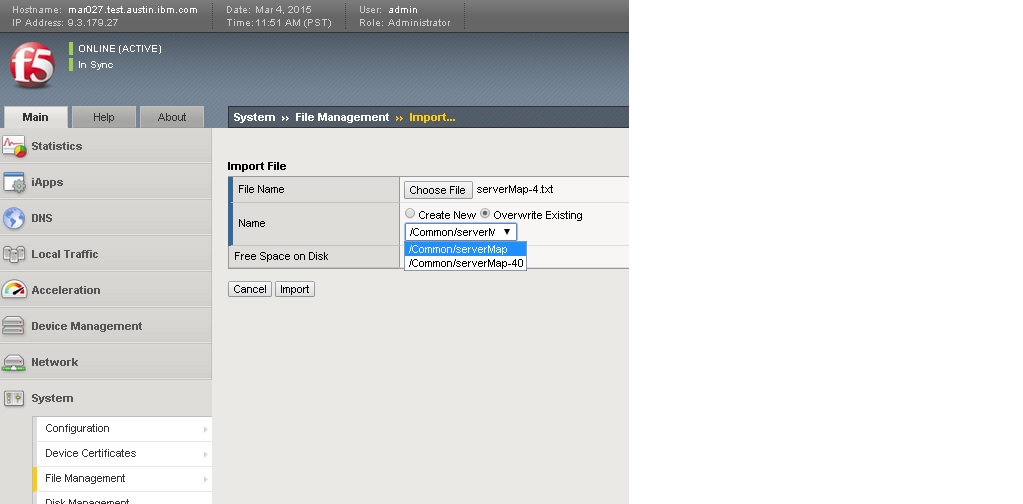 Hostname: mar027.test.austin.ibm.com Date: Mar 4, 2015 User: admin
IP Address: 9.3.179.27 Time: 11:51 AM (PST) Role: Administrator
f5
ONLINE (ACTIVE)
In Sync
Main Help About
System ›› File Management ›› Import...
Statistics
iApps
DNS
Local Traffic
Acceleration
Device Management
Network
System
Configuration
Device Certificates
File Management
Disk Management
Import File
File Name Choose File serverMap-4.txt
Name Create New Overwrite Existing
/Common/serverM
/Common/serverMap
/Common/serverMap-40
Free Space on Disk
Cancel Import